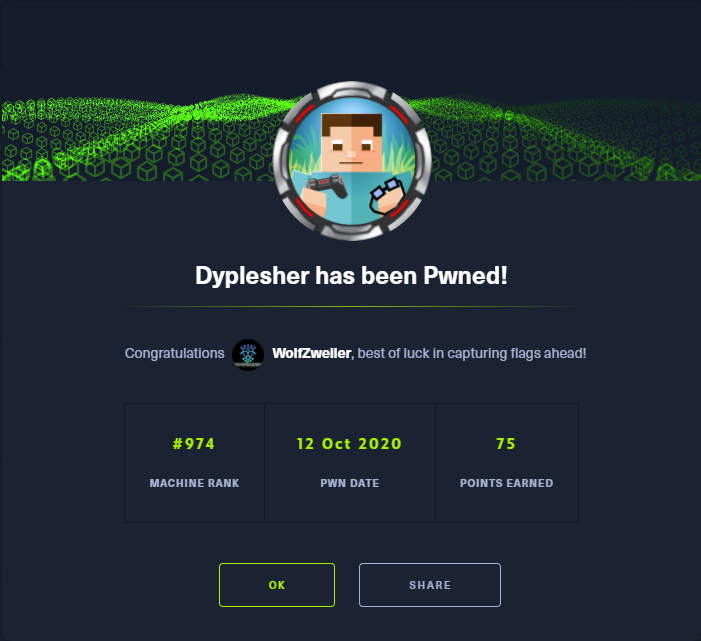 Dyplesher has been Pwned!
Congratulations WolfZweiler, best of luck in capturing flags ahead!
#974 12 Oct 2020 75
MACHINE RANK PWN DATE POINTS EARNED
OK SHARE